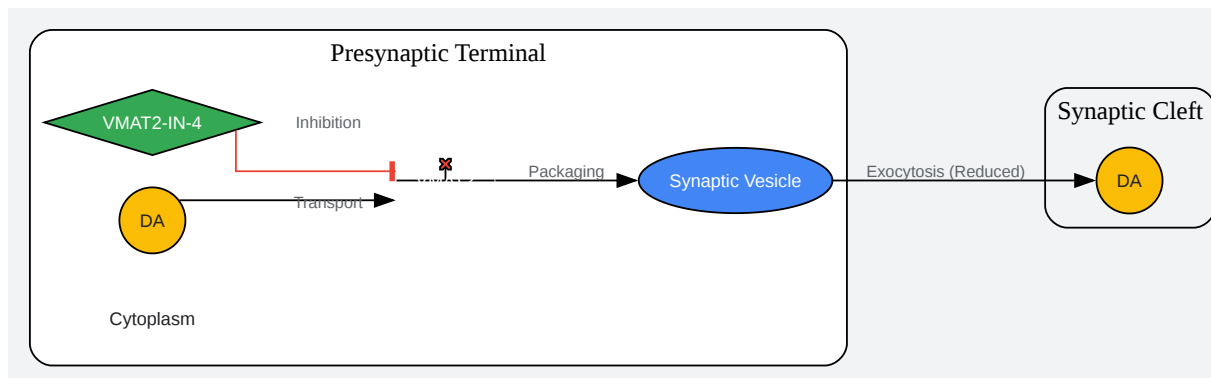 Presynaptic Terminal
VMAT2-IN-4
Inhibition
Synaptic Cleft
Packaging
Synaptic Vesicle
Exocytosis (Reduced)
DA
Transport
DA
Cytoplasm